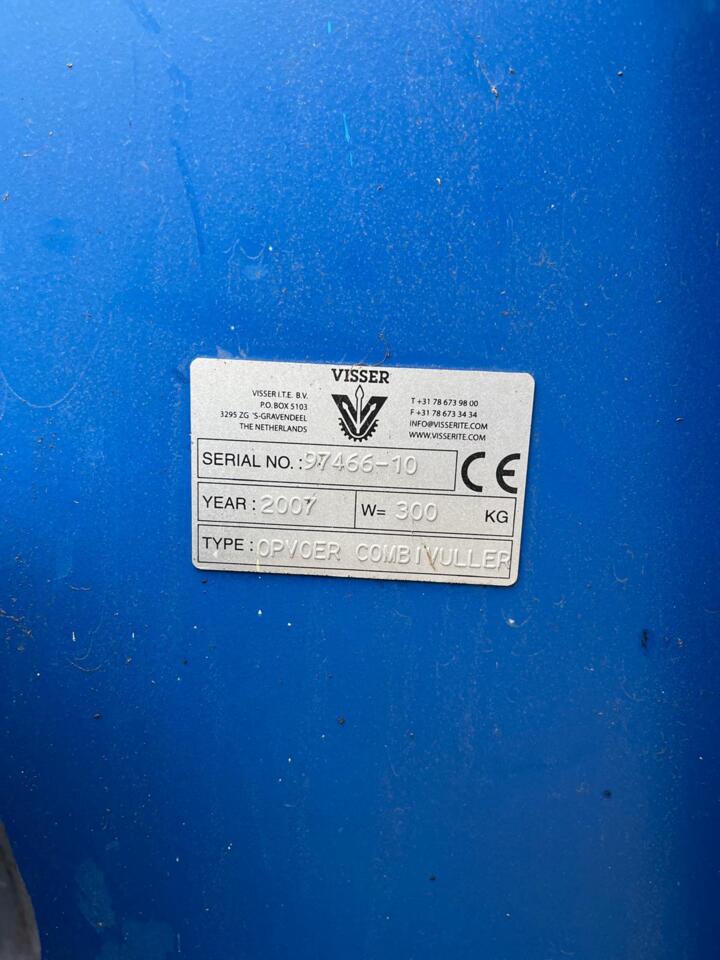 VISSER
VISSER I.T.E. B.V.
P.O. BOX 5103
3295 ZG 'S-GRAVENDEEL
THE NETHERLANDS
T +31 78 673 98 00
F +31 78 673 34 34
INFO@VISSERITE.COM
WWW.VISSERITE.COM
SERIAL NO. : 97466-10
CE
YEAR : 2007 W= 300 KG
TYPE : OPVOER COMBIVULLER